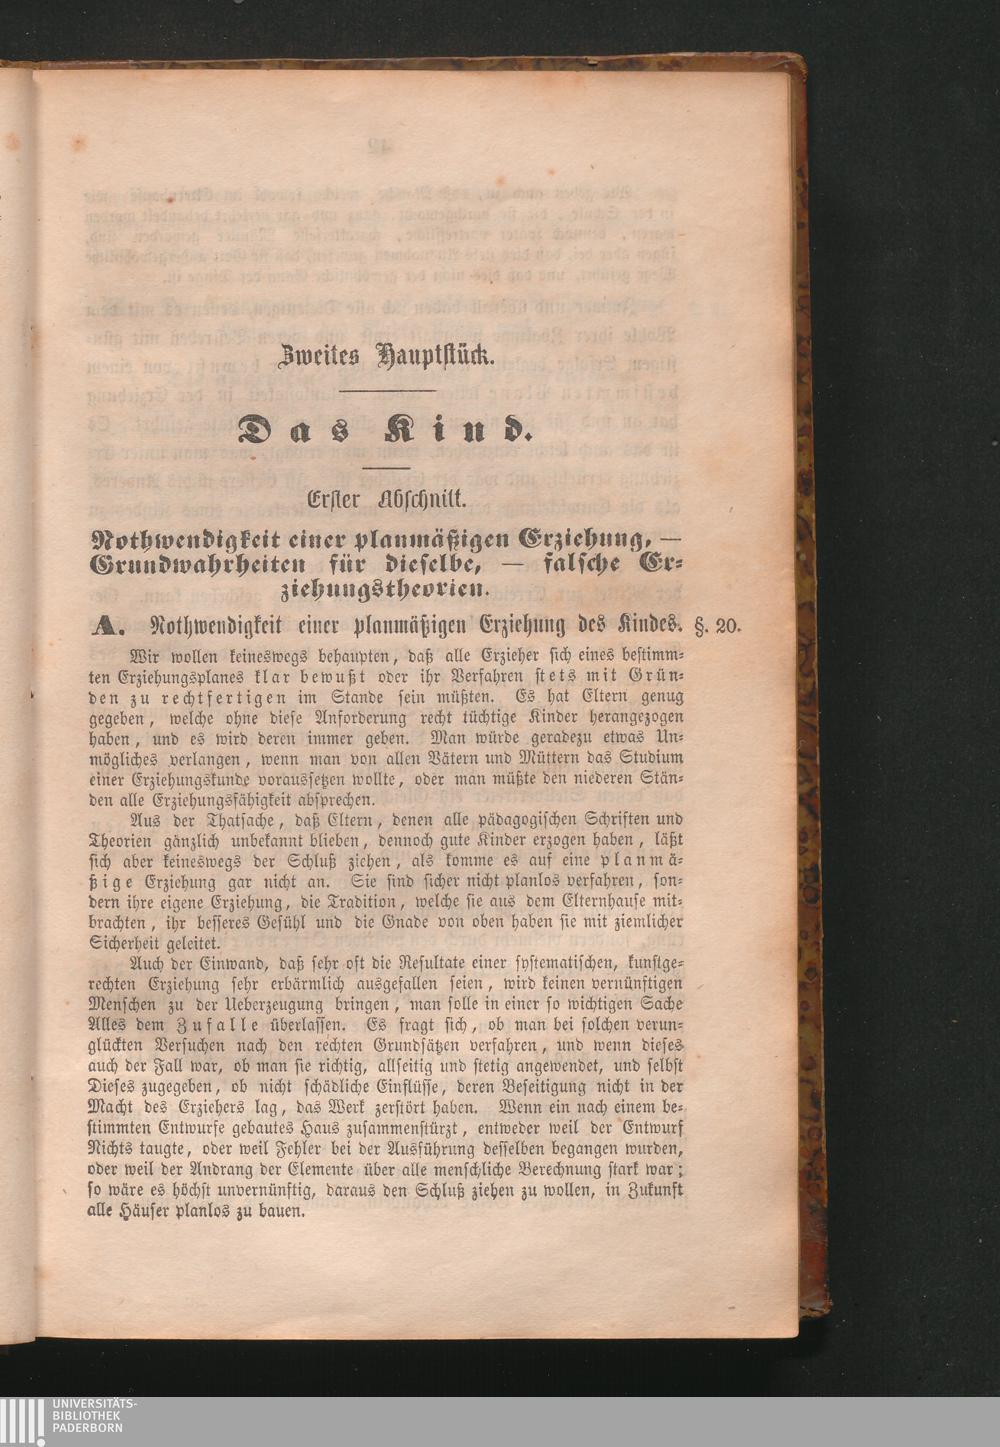 Zweites Hauptstück.
Das Kind.
Erster Abschnitt.
Nothwendigkeit einer planmäßigen Erziehung, —
Grundwahrheiten für dieselbe, — falsche Er-
ziehungstheorien.
A. Nothwendigkeit einer planmäßigen Erziehung des Kindes. §. 20.
Wir wollen keineswegs behaupten, daß alle Erzieher sich eines bestimm-
ten Erziehungsplanes klar bewußt oder ihr Verfahren stets mit Grün-
den zu rechtfertigen im Stande sein müßten. Es hat Eltern genug
gegeben, welche ohne diese Anforderung recht tüchtige Kinder herangezogen
haben, und es wird deren immer geben. Man würde geradezu etwas Un-
mögliches verlangen, wenn man von allen Vätern und Müttern das Studium
einer Erziehungskunde voraussetzen wollte, oder man müßte den niederen Stän-
den alle Erziehungsfähigkeit absprechen.
Aus der Thatsache, daß Eltern, denen alle pädagogischen Schriften und
Theorien gänzlich unbekannt blieben, dennoch gute Kinder erzogen haben, läßt
sich aber keineswegs der Schluß ziehen, als komme es auf eine planmä-
ßige Erziehung gar nicht an. Sie sind sicher nicht planlos verfahren, son-
dern ihre eigene Erziehung, die Tradition, welche sie aus dem Elternhause mit-
brachten, ihr besseres Gefühl und die Gnade von oben haben sie mit ziemlicher
Sicherheit geleitet.
Auch der Einwand, daß sehr oft die Resultate einer systematischen, kunstge-
rechten Erziehung sehr erbärmlich ausgefallen seien, wird keinen vernünftigen
Menschen zu der Ueberzeugung bringen, man solle in einer so wichtigen Sache
Alles dem Zufalle überlassen. Es fragt sich, ob man bei solchen verun-
glückten Versuchen nach den rechten Grundsätzen verfahren, und wenn dieses
auch der Fall war, ob man sie richtig, allseitig und stetig angewendet, und selbst
Dieses zugegeben, ob nicht schädliche Einflüsse, deren Beseitigung nicht in der
Macht des Erziehers lag, das Werk zerstört haben. Wenn ein nach einem be-
stimmten Entwurfe gebautes Haus zusammenstürzt, entweder weil der Entwurf
Nichts taugte, oder weil Fehler bei der Ausführung desselben begangen wurden,
oder weil der Andrang der Elemente über alle menschliche Berechnung stark war;
so wäre es höchst unvernünftig, daraus den Schluß ziehen zu wollen, in Zukunft
alle Häuser planlos zu bauen.
UNIVERSITÄTS-
BIBLIOTHEK
PADERBORN